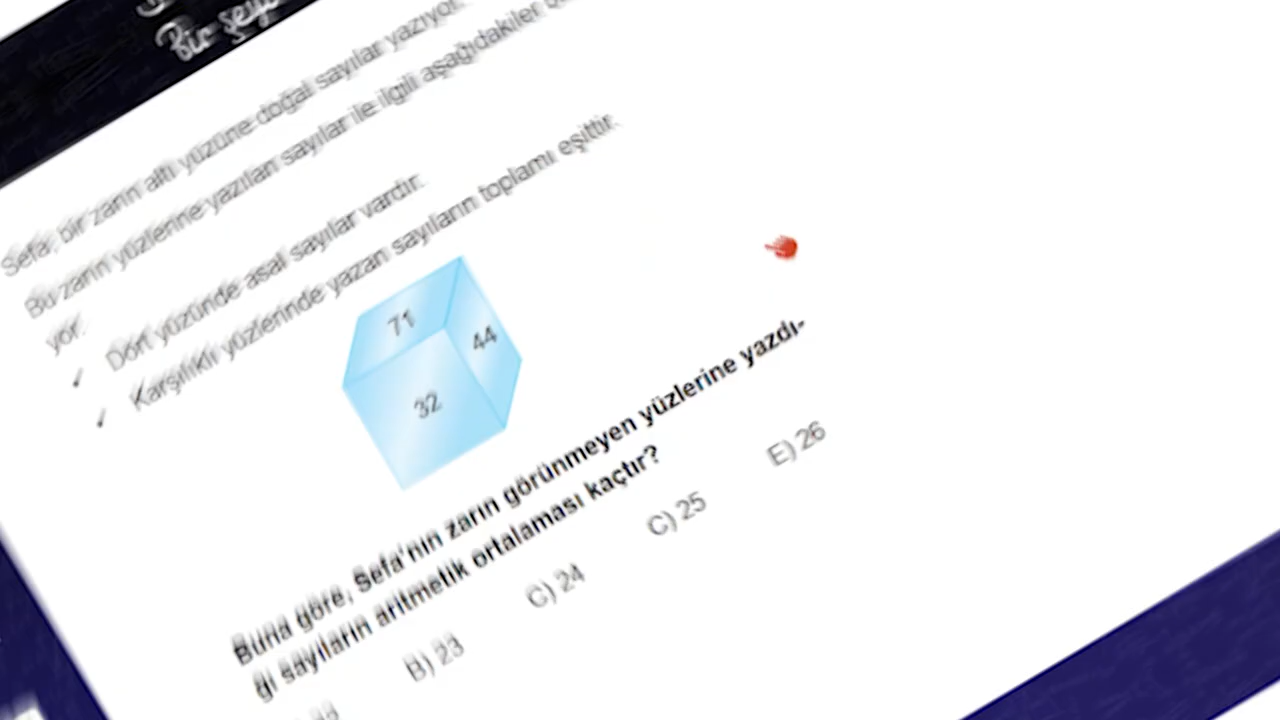 Bir şeyi
Sefa, bir zarın altı yüzüne doğal sayılar yazıyor.
Bu zarın yüzlerine yazılan sayılar ile ilgili aşağıdakiler
yor.
✓ Dört yüzünde asal sayılar vardır.
✓ Karşılıklı yüzlerinde yazan sayıların toplamı eşittir.
71
44
32
Buna göre, Sefa'nın zarın görünmeyen yüzlerine yazdı-
ğı sayıların aritmetik ortalaması kaçtır?
B) 23 C) 24 C) 25 E) 26